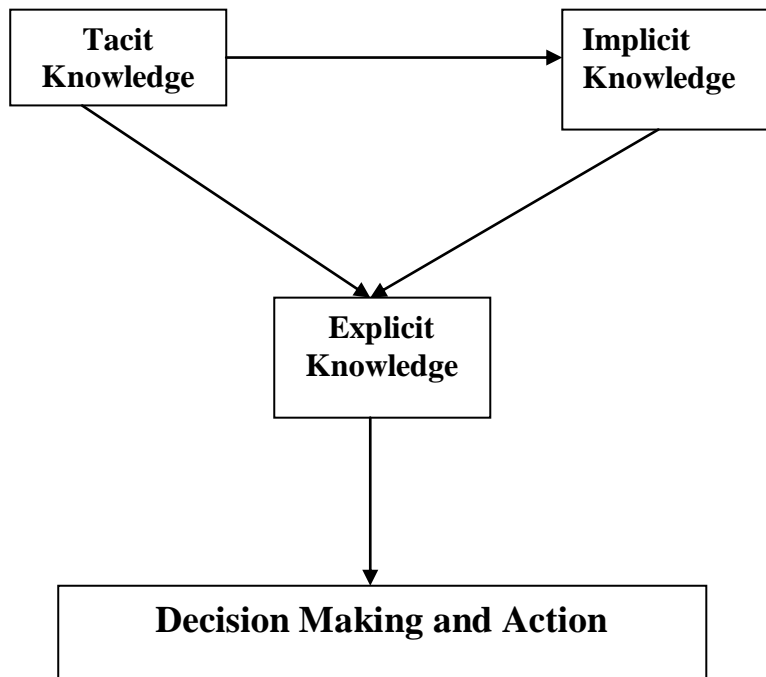 Tacit
Knowledge
Implicit
Knowledge
Explicit
Knowledge
Decision Making and Action